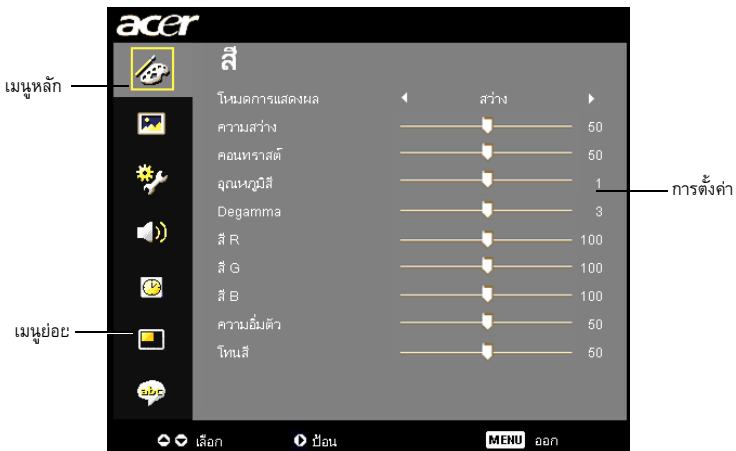 acer
สี
เมนูหลัก
โหมดการแสดงผล สว่าง
ความสว่าง 50
คอนทราสต์ 50
อุณหภูมิสี 1
การตั้งค่า
Degamma 3
สี R 100
สี G 100
สี B 100
ความอิ่มตัว 50
เมนูย่อย
โทนสี 50
abc
เลือก ป้อน MENU ออก